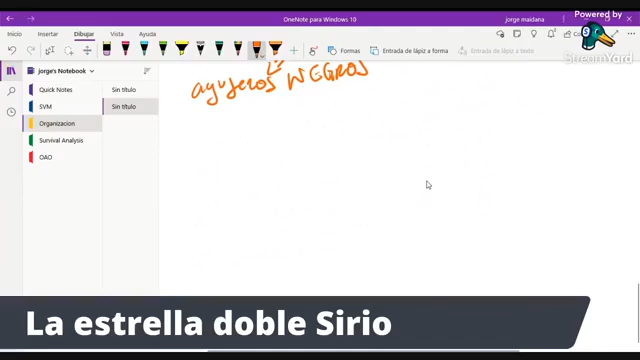 OneNote para Windows 10
jorge maidana
Powered by
StreamYard
Inicio
Insertar
Dibujar
Vista
Ayuda
Formas
Entrada de lápiz a forma
Entrada de lápiz a texto
jorge's Notebook
Quick Notes
SVM
Organizacion
Survival Analysis
OAO
Sin título
Sin título
agujeros NEGROS
La estrella doble Sirio